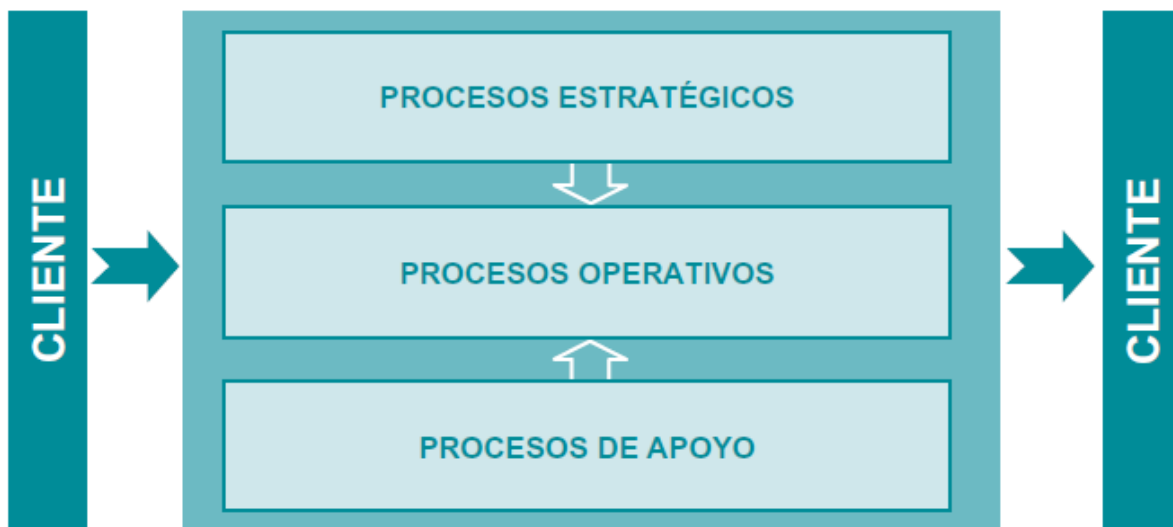 CLIENTE
PROCESOS ESTRATÉGICOS
PROCESOS OPERATIVOS
PROCESOS DE APOYO
CLIENTE